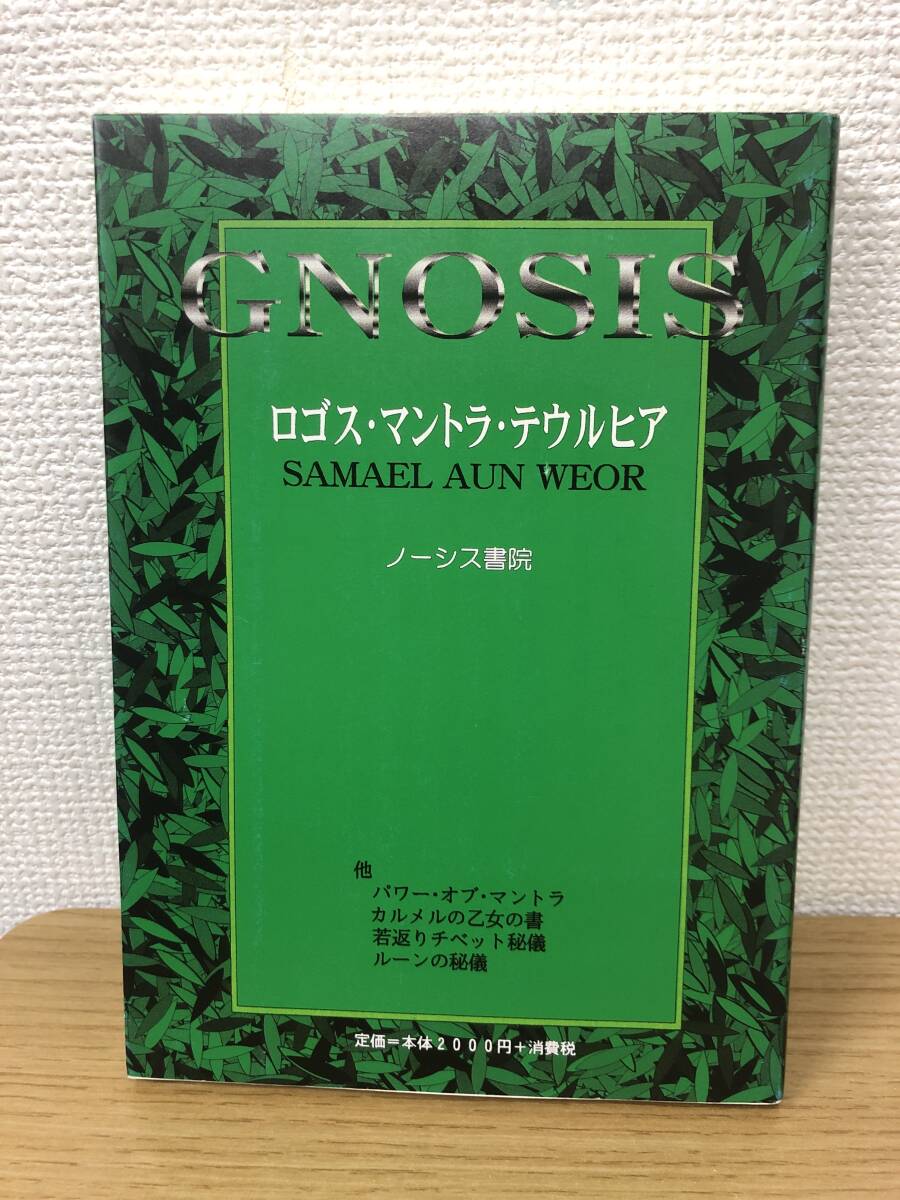 GNOSIS
ロゴス・マントラ・テウルヒア
SAMAEL AUN WEOR
ノーシス書院
他
パワー・オブ・マントラ
カルメルの乙女の書
若返りチベット秘儀
ルーンの秘儀
定価＝本体2000円＋消費税